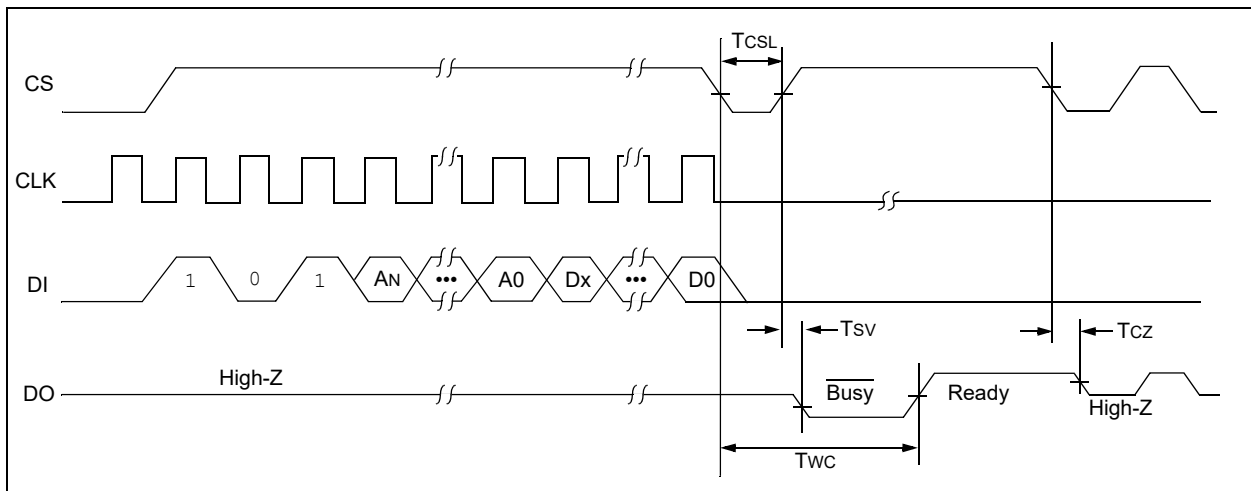 TCSL
CS
CLK
DI 1 0 1 AN ••• A0 Dx ••• D0
TSV
TCZ
DO High-Z Busy Ready High-Z
TWC